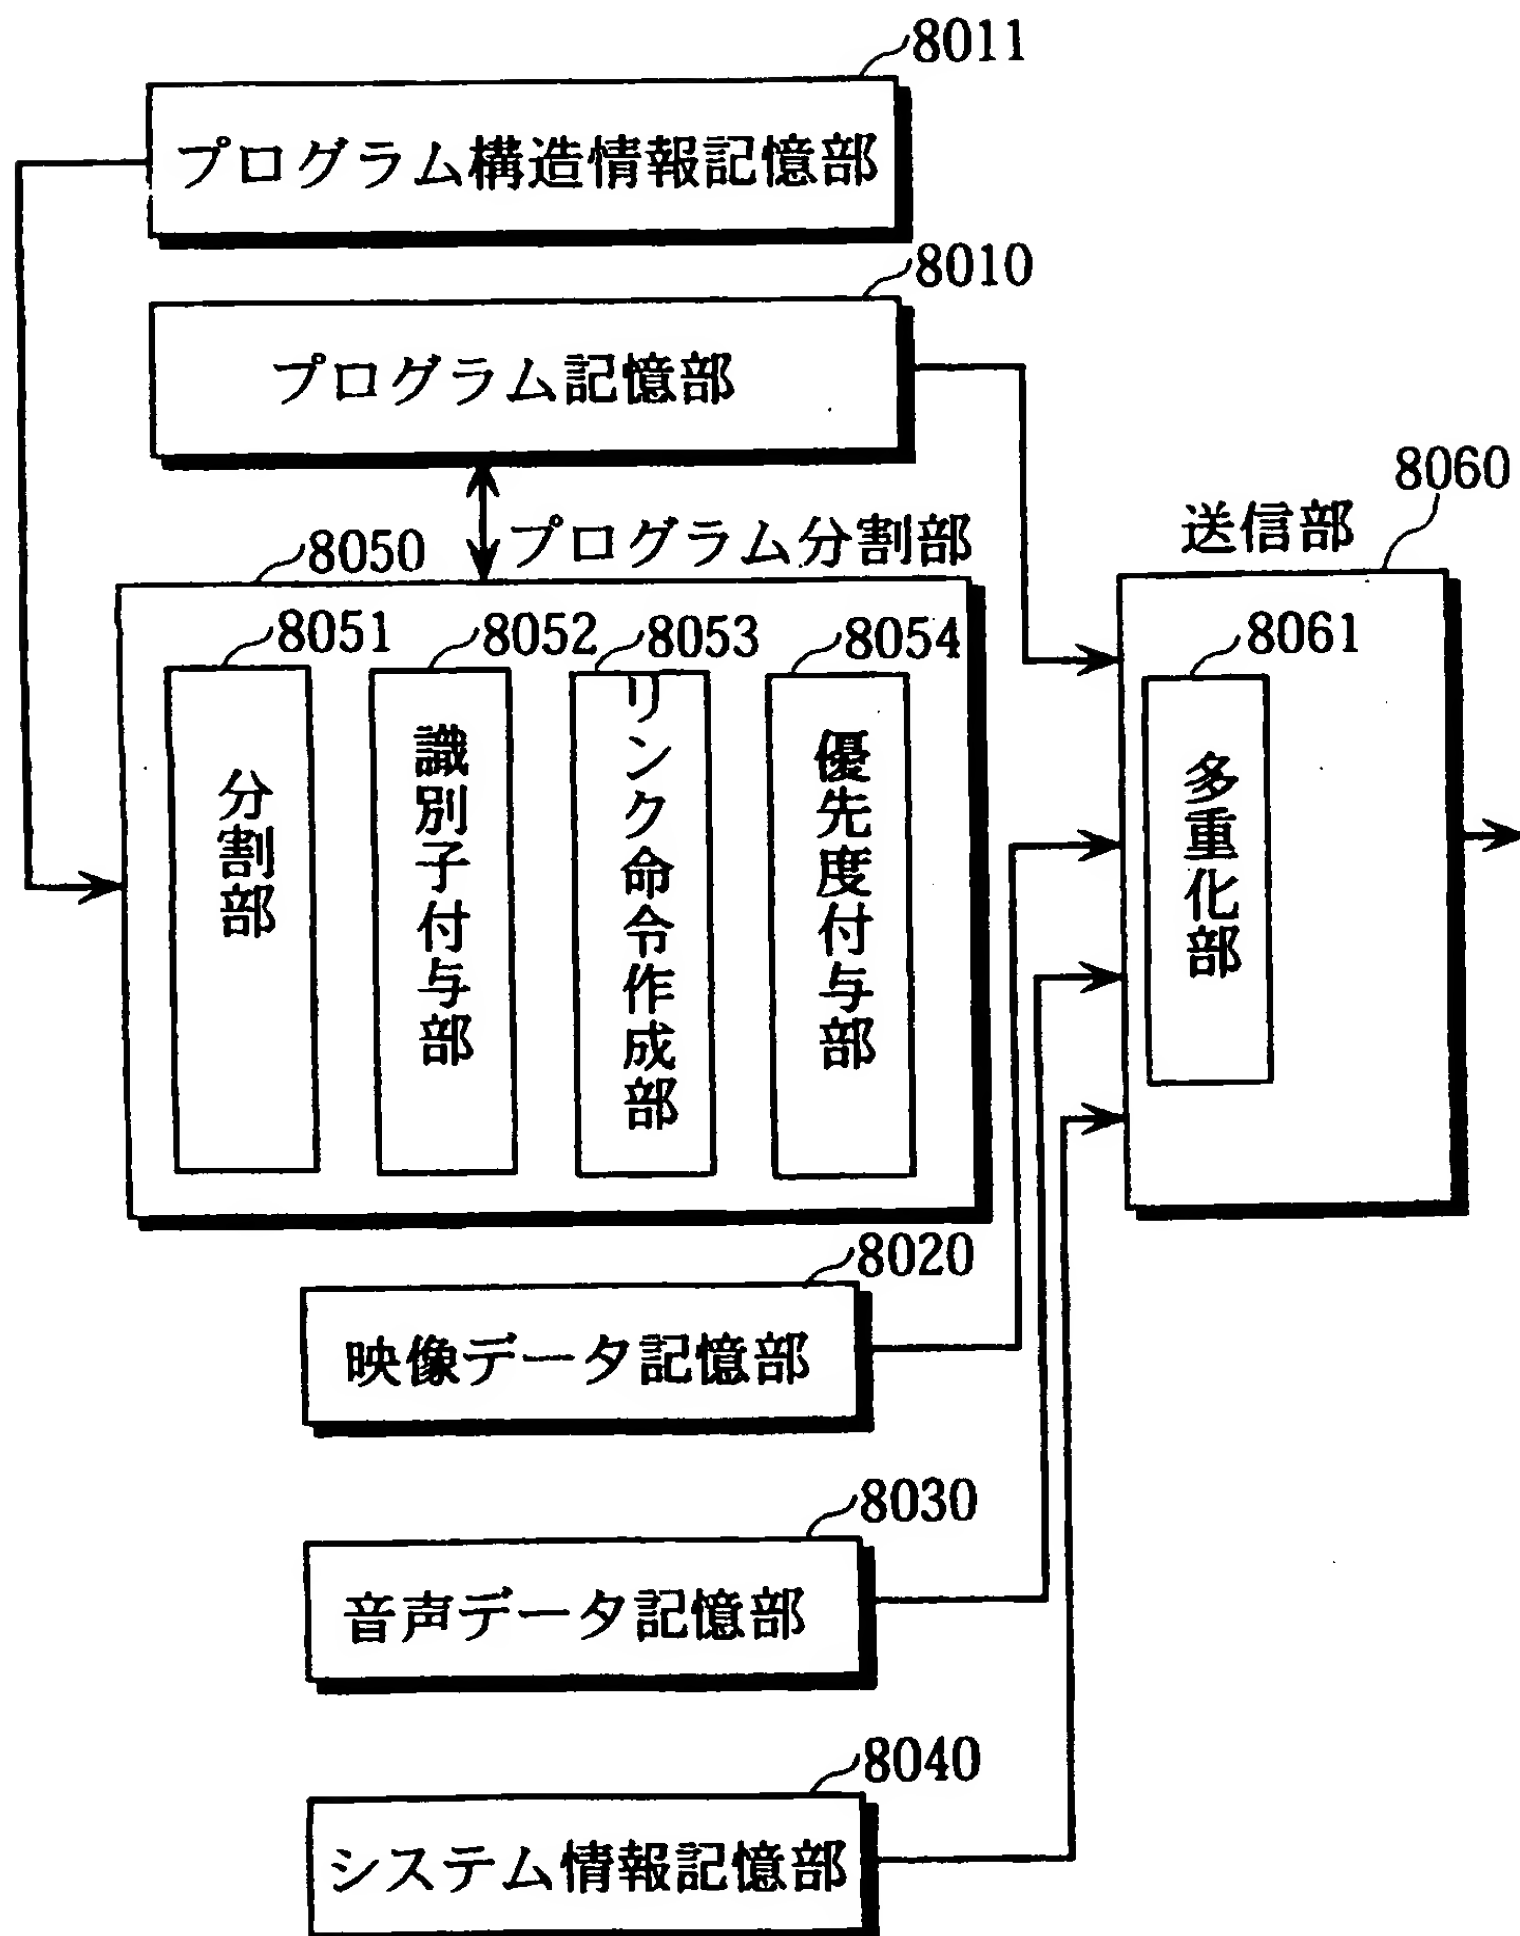 8011
プログラム構造情報記憶部
8010
プログラム記憶部
8050
プログラム分割部
8051
分割部
8052
識別子付与部
8053
リンク命令作成部
8054
優先度付与部
送信部
8060
8061
多重化部
8020
映像データ記憶部
8030
音声データ記憶部
8040
システム情報記憶部